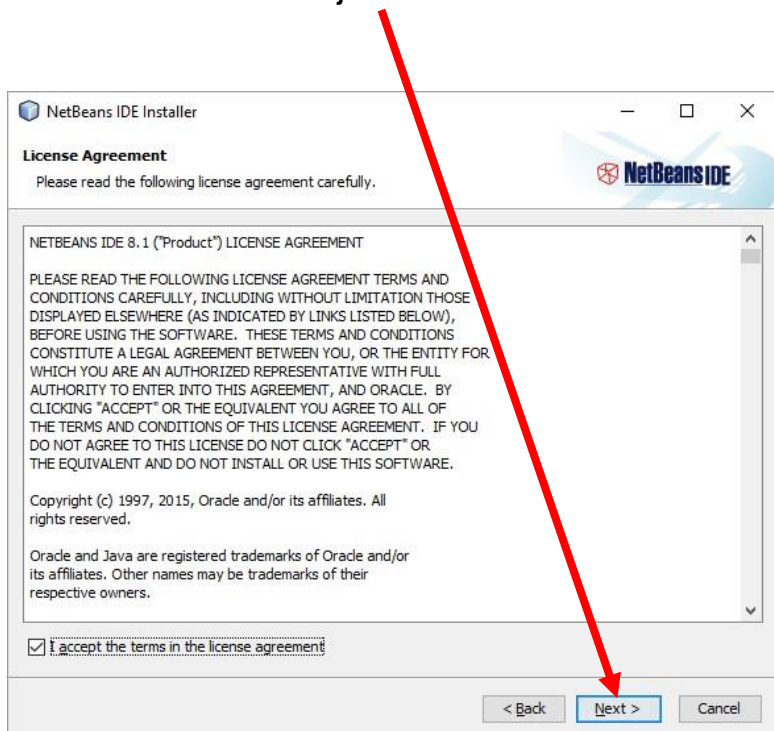 NetBeans IDE Installer
License Agreement
Please read the following license agreement carefully.
NetBeans IDE
NETBEANS IDE 8.1 ("Product") LICENSE AGREEMENT
PLEASE READ THE FOLLOWING LICENSE AGREEMENT TERMS AND
CONDITIONS CAREFULLY, INCLUDING WITHOUT LIMITATION THOSE
DISPLAYED ELSEWHERE (AS INDICATED BY LINKS LISTED BELOW),
BEFORE USING THE SOFTWARE. THESE TERMS AND CONDITIONS
CONSTITUTE A LEGAL AGREEMENT BETWEEN YOU, OR THE ENTITY FOR
WHICH YOU ARE AN AUTHORIZED REPRESENTATIVE WITH FULL
AUTHORITY TO ENTER INTO THIS AGREEMENT, AND ORACLE. BY
CLICKING "ACCEPT" OR THE EQUIVALENT YOU AGREE TO ALL OF
THE TERMS AND CONDITIONS OF THIS LICENSE AGREEMENT. IF YOU
DO NOT AGREE TO THIS LICENSE DO NOT CLICK "ACCEPT" OR
THE EQUIVALENT AND DO NOT INSTALL OR USE THIS SOFTWARE.
Copyright (c) 1997, 2015, Oracle and/or its affiliates. All
rights reserved.
Oracle and Java are registered trademarks of Oracle and/or
its affiliates. Other names may be trademarks of their
respective owners.
I accept the terms in the license agreement
< Back Next > Cancel